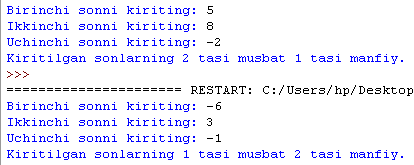 Birinchi sonni kiriting: 5
Ikkinchi sonni kiriting: 8
Uchinchi sonni kiriting: -2
Kiritilgan sonlarning 2 tasi musbat 1 tasi manfiy.
>>>
====================== RESTART: C:/Users/hp/Desktop
Birinchi sonni kiriting: -6
Ikkinchi sonni kiriting: 3
Uchinchi sonni kiriting: -1
Kiritilgan sonlarning 1 tasi musbat 2 tasi manfiy.